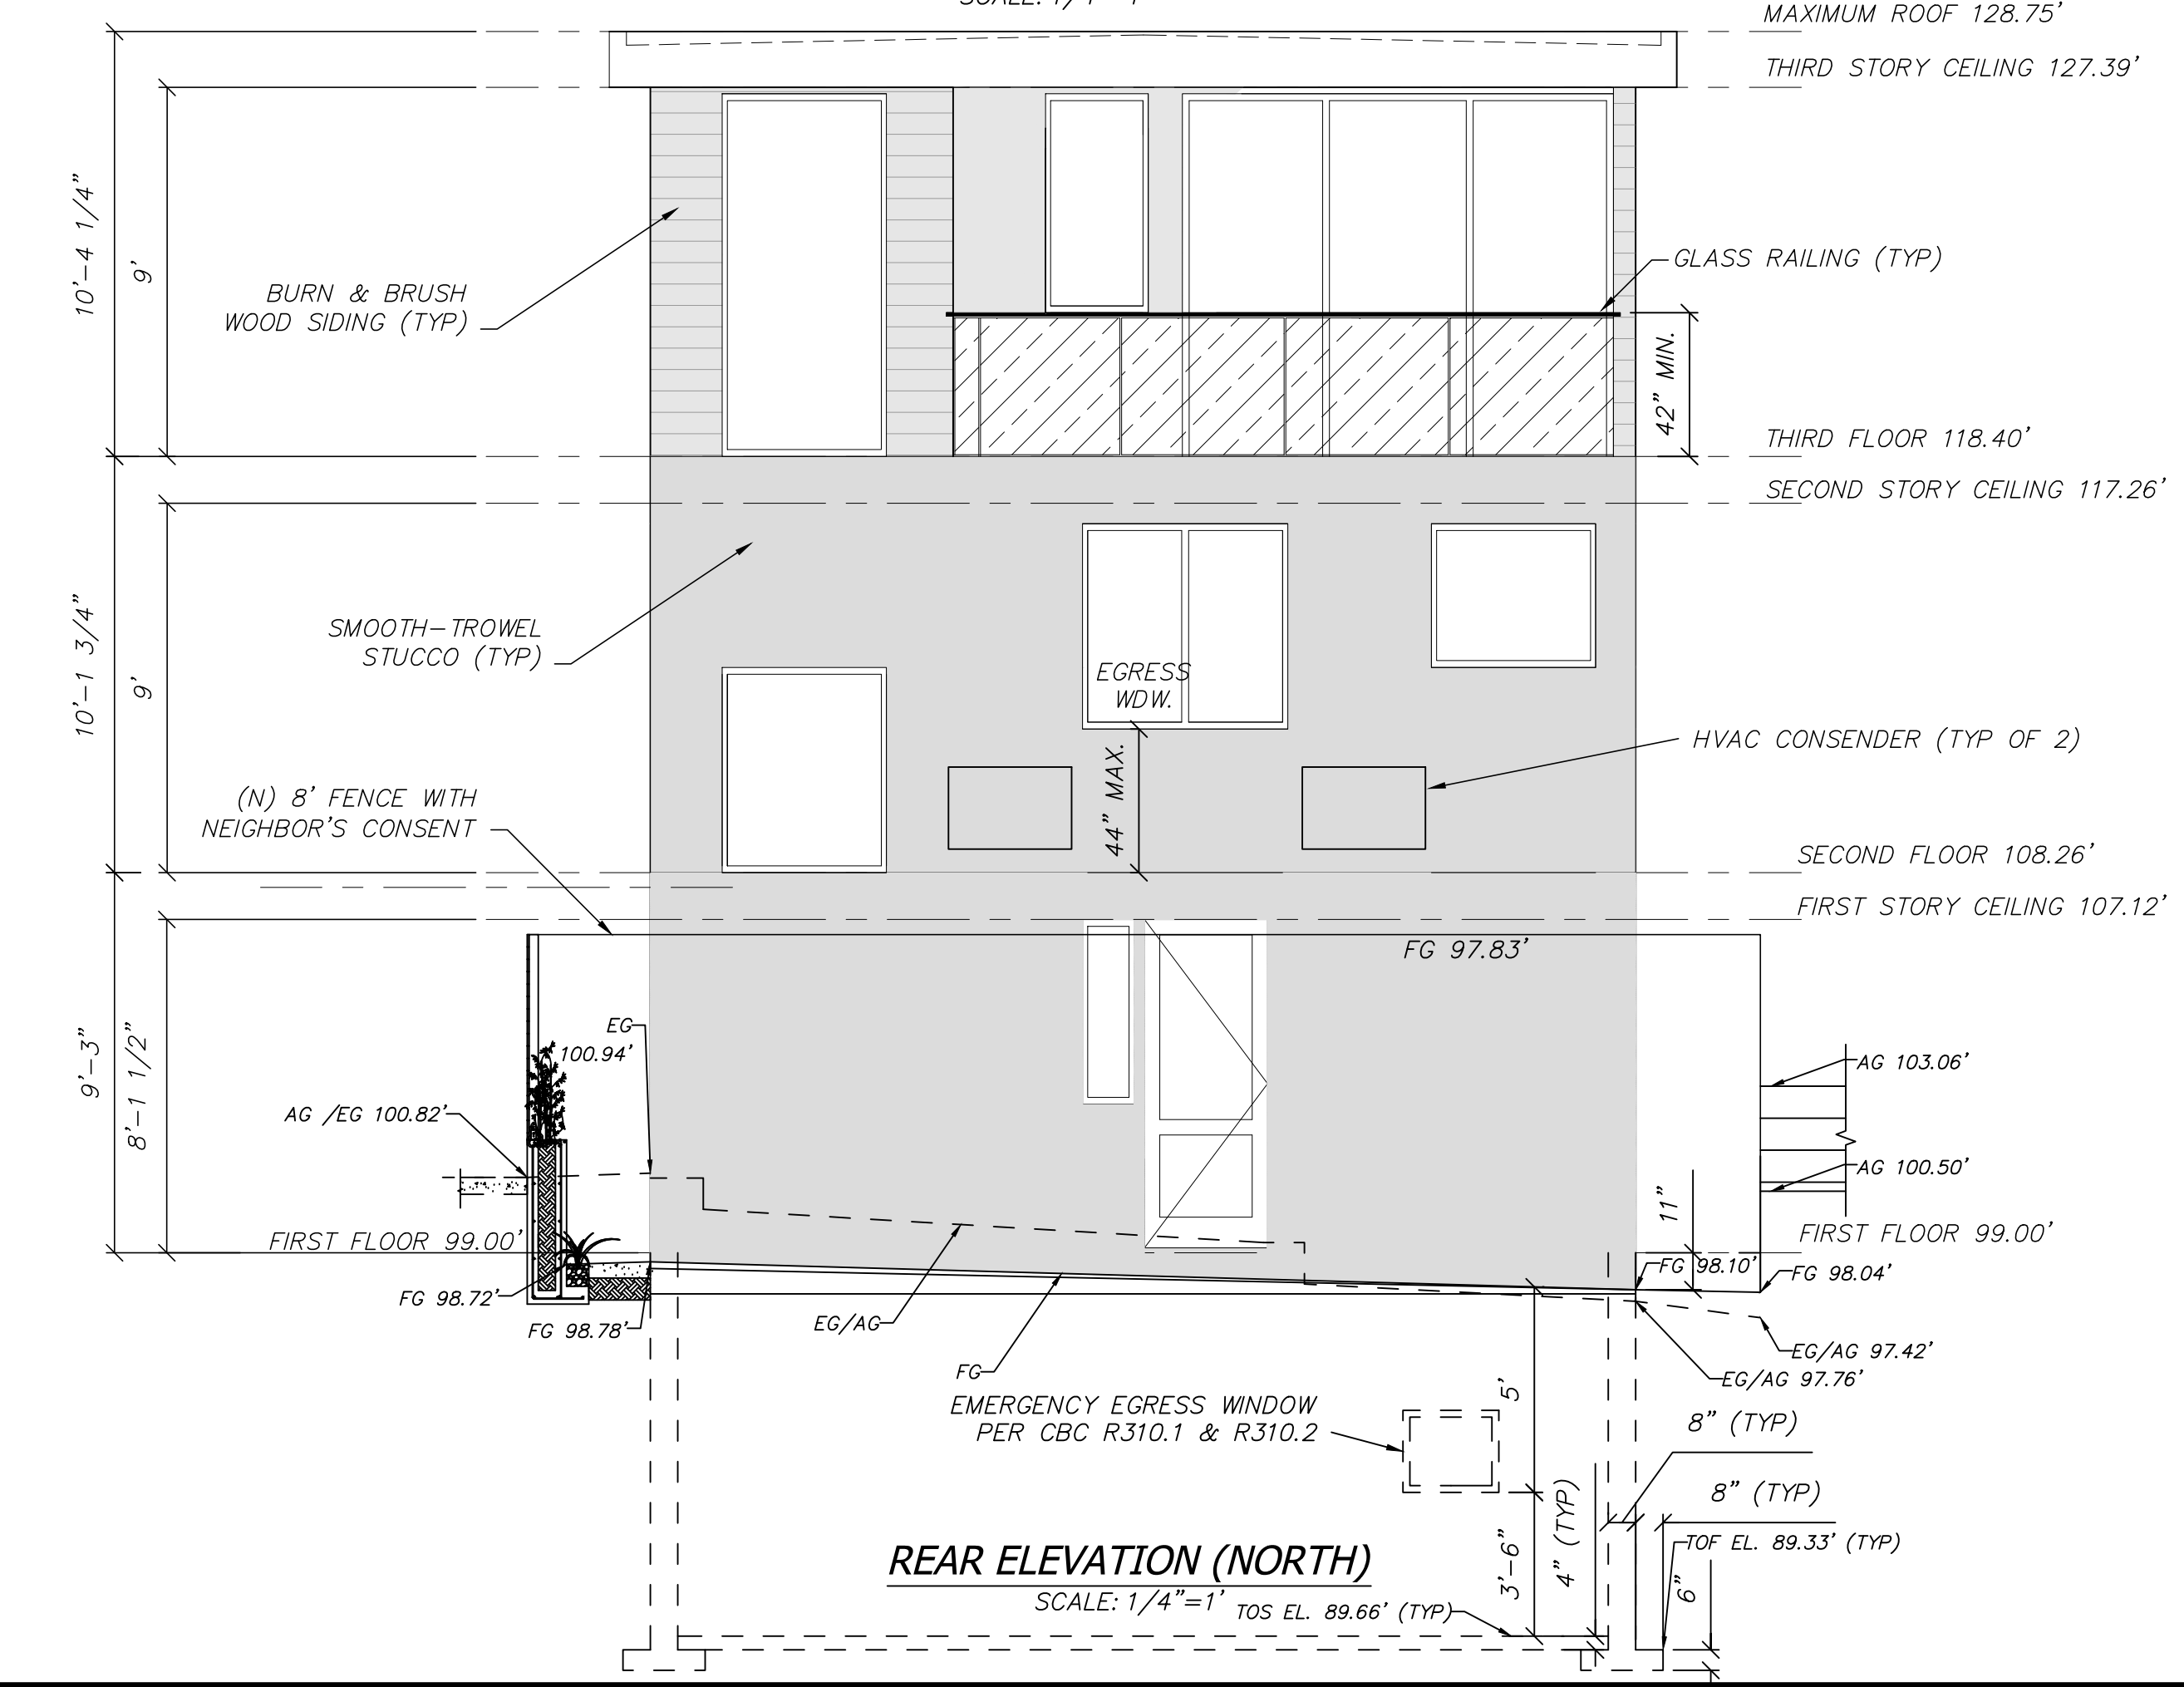 MAXIMUM ROOF 128.75’
THIRD STORY CEILING 127.39’
10’-4 1/4”
9’
BURN & BRUSH
WOOD SIDING (TYP)
GLASS RAILING (TYP)
42” MIN.
THIRD FLOOR 118.40’
SECOND STORY CEILING 117.26’
10’-1 3/4”
9’
SMOOTH-TROWEL
STUCCO (TYP)
EGRESS
WDW.
44” MAX.
HVAC CONSENDER (TYP OF 2)
(N) 8’ FENCE WITH
NEIGHBOR’S CONSENT
SECOND FLOOR 108.26’
FIRST STORY CEILING 107.12’
FG 97.83’
9’-3”
8’-1 1/2”
EG
100.94’
AG /EG 100.82’
AG 103.06’
AG 100.50’
11”
FIRST FLOOR 99.00’
FIRST FLOOR 99.00’
FG 98.10’
FG 98.04’
FG 98.72’
FG 98.78’
EG/AG
FG
EG/AG 97.42’
EG/AG 97.76’
EMERGENCY EGRESS WINDOW
PER CBC R310.1 & R310.2
5’
8” (TYP)
8” (TYP)
3’-6”
4” (TYP)
TOF EL. 89.33’ (TYP)
6”
REAR ELEVATION (NORTH)
SCALE: 1/4”=1’
TOS EL. 89.66’ (TYP)